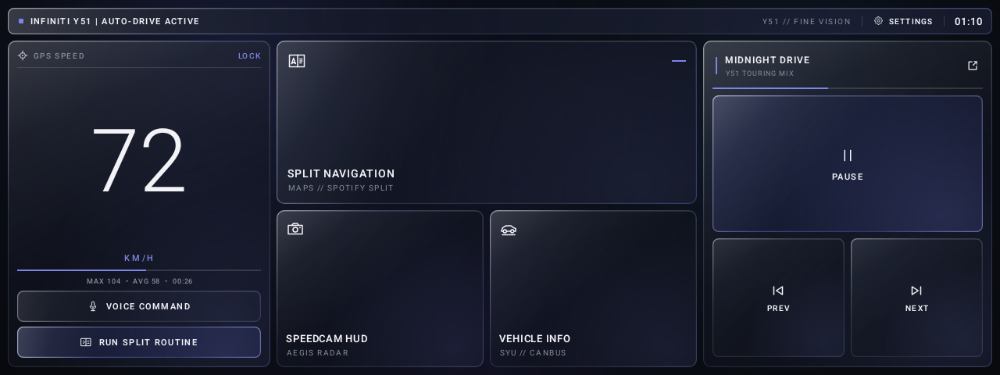 INFINITI Y51 | AUTO-DRIVE ACTIVE
Y51 // FINE VISION
SETTINGS
01:10
GPS SPEED
LOCK
72
KM/H
MAX 104 • AVG 58 • 00:26
VOICE COMMAND
RUN SPLIT ROUTINE
SPLIT NAVIGATION
MAPS // SPOTIFY SPLIT
SPEEDCAM HUD
AEGIS RADAR
VEHICLE INFO
SYU // CANBUS
MIDNIGHT DRIVE
Y51 TOURING MIX
PAUSE
PREV
NEXT